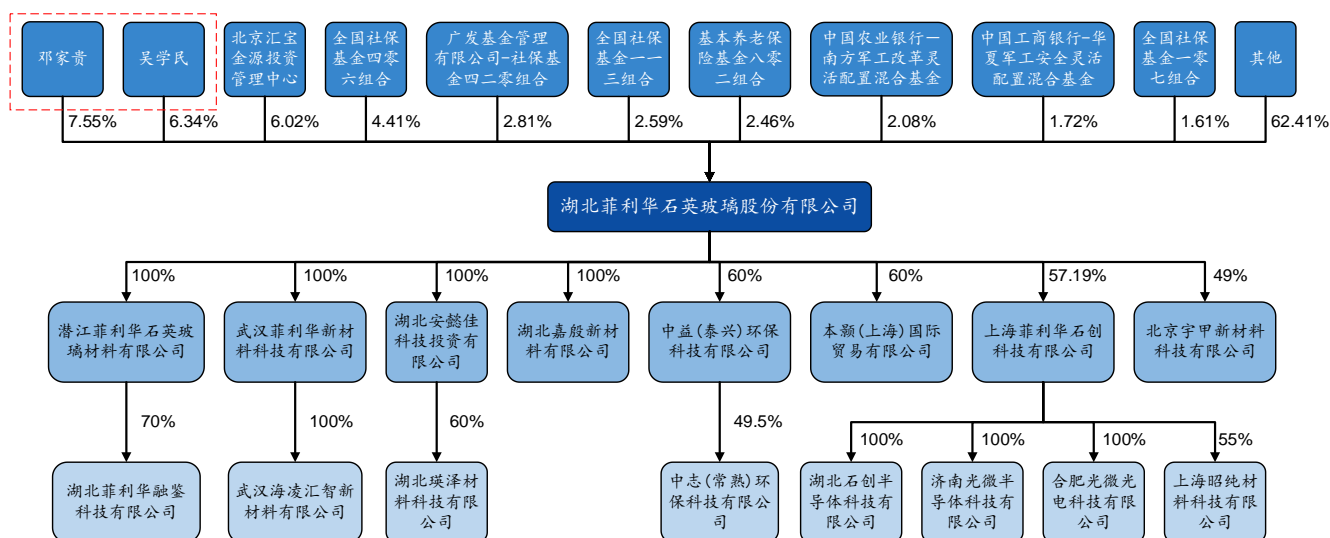 邓家贵
吴学民
北京汇宝
金源投资
管理中心
全国社保
基金四零
六组合
广发基金管理
有限公司-社保基
金四二零组合
全国社保
基金一一
三组合
基本养老保
险基金八零
二组合
中国农业银行—
南方军工改革灵
活配置混合基金
中国工商银行-华
夏军工安全灵活
配置混合基金
全国社保
基金一零
七组合
其他
7.55%
6.34%
6.02%
4.41%
2.81%
2.59%
2.46%
2.08%
1.72%
1.61%
62.41%
湖北菲利华石英玻璃股份有限公司
100%
100%
100%
100%
60%
60%
57.19%
49%
潜江菲利华石英玻
璃材料有限公司
武汉菲利华新材
料科技有限公司
湖北安懿佳
科技投资有
限公司
湖北嘉殷新材
料有限公司
中益(泰兴)环保
科技有限公司
本颢(上海)国际
贸易有限公司
上海菲利华石创
科技有限公司
北京宇甲新材料
科技有限公司
70%
100%
60%
49.5%
100%
100%
100%
55%
湖北菲利华融鉴
科技有限公司
武汉海凌汇智新
材料有限公司
湖北瑛泽材
料科技有限
公司
中志(常熟)环
保科技有限公
司
湖北石创半
导体科技有
限公司
济南光微半
导体科技有
限公司
合肥光微光
电科技有限
公司
上海昭纯材
料科技有限
公司